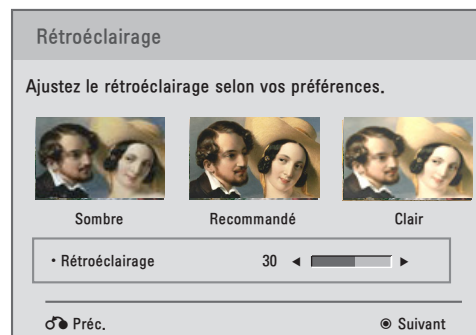 Rétroéclairage
Ajustez le rétroéclairage selon vos préférences.
Sombre Recommandé Clair
• Rétroéclairage 30 ◄ ►
Préc. ◉ Suivant